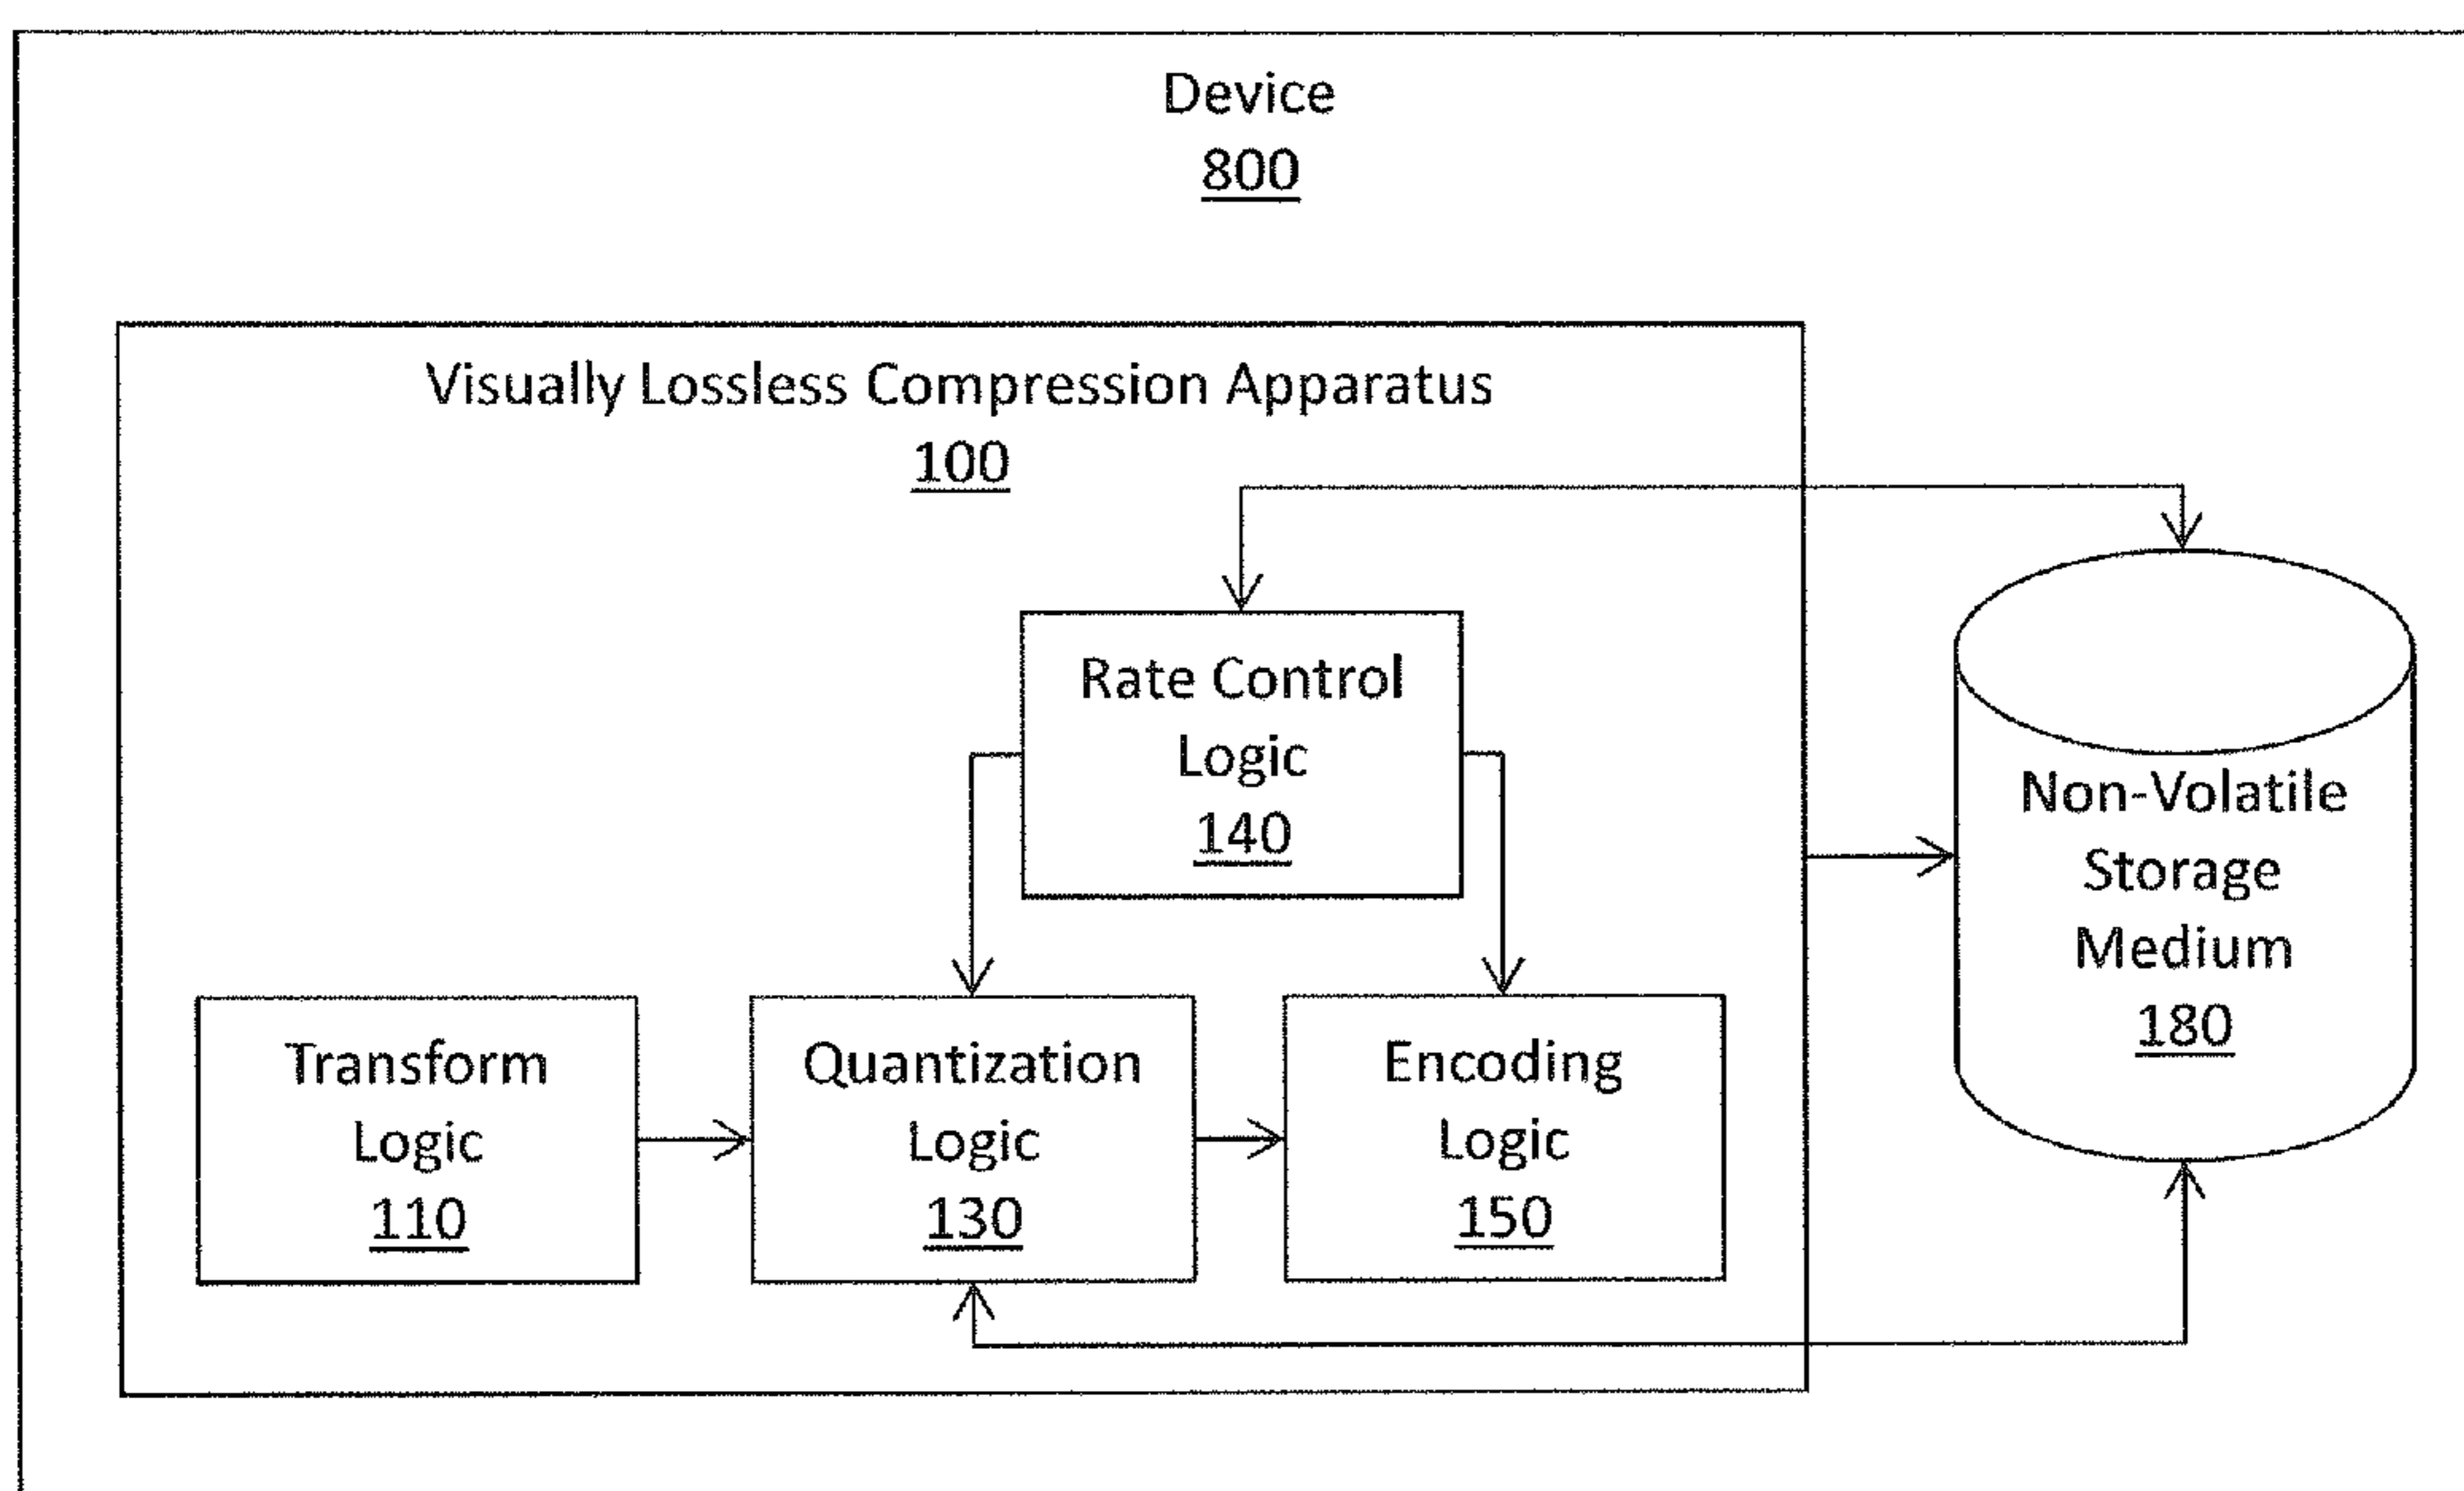 Device
800
Visually Lossless Compression Apparatus
100
Rate Control
Logic
140
Non-Volatile
Storage
Medium
180
Transform
Logic
110
Quantization
Logic
130
Encoding
Logic
150